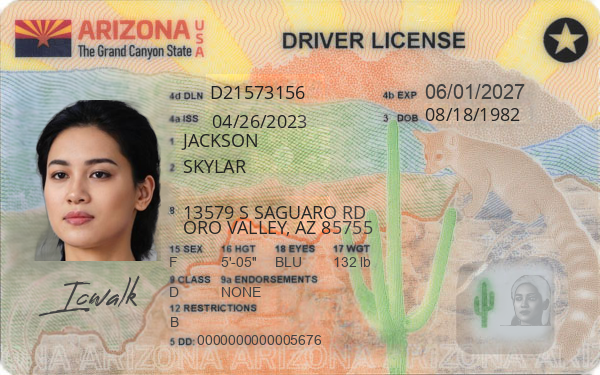 ARIZONA USA
The Grand Canyon State
DRIVER LICENSE
4d DLN D21573156
4b EXP 06/01/2027
4a ISS 04/26/2023
3 DOB 08/18/1982
1 JACKSON
2 SKYLAR
8 13579 S SAGUARO RD
ORO VALLEY, AZ 85755
15 SEX 16 HGT 18 EYES 17 WGT
F 5'-05" BLU 132 lb
9 CLASS 9a ENDORSEMENTS
D NONE
12 RESTRICTIONS
B
5 DD: 0000000000005676
Icwalk
ARIZONA ARIZONA ARIZONA ARIZONA